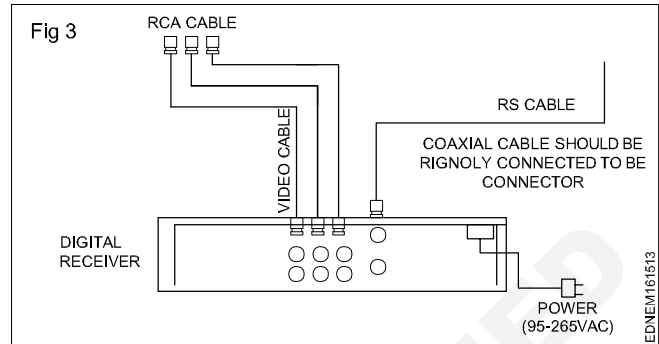 Fig 3
RCA CABLE
VIDEO CABLE
RS CABLE
COAXIAL CABLE SHOULD BE
RIGNOLY CONNECTED TO BE
CONNECTOR
DIGITAL
RECEIVER
POWER
(95-265VAC)
EDNEM161513